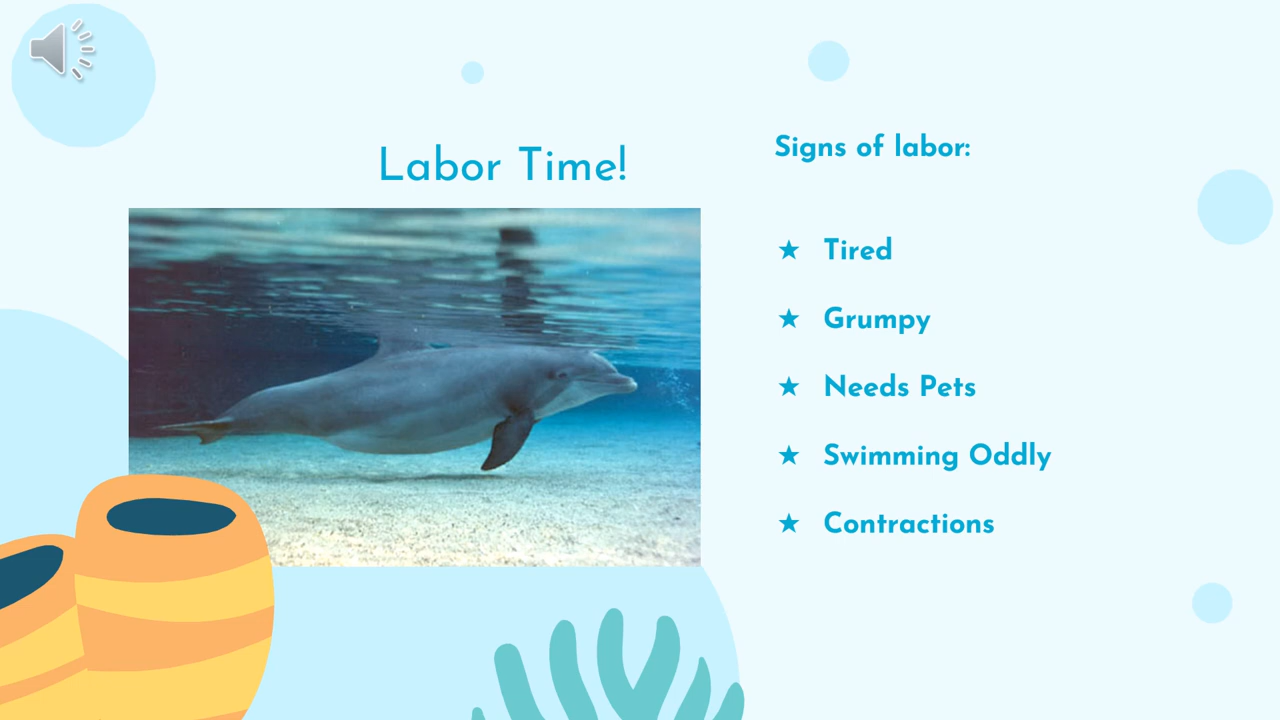 Labor Time!
Signs of labor:
★ Tired
★ Grumpy
★ Needs Pets
★ Swimming Oddly
★ Contractions